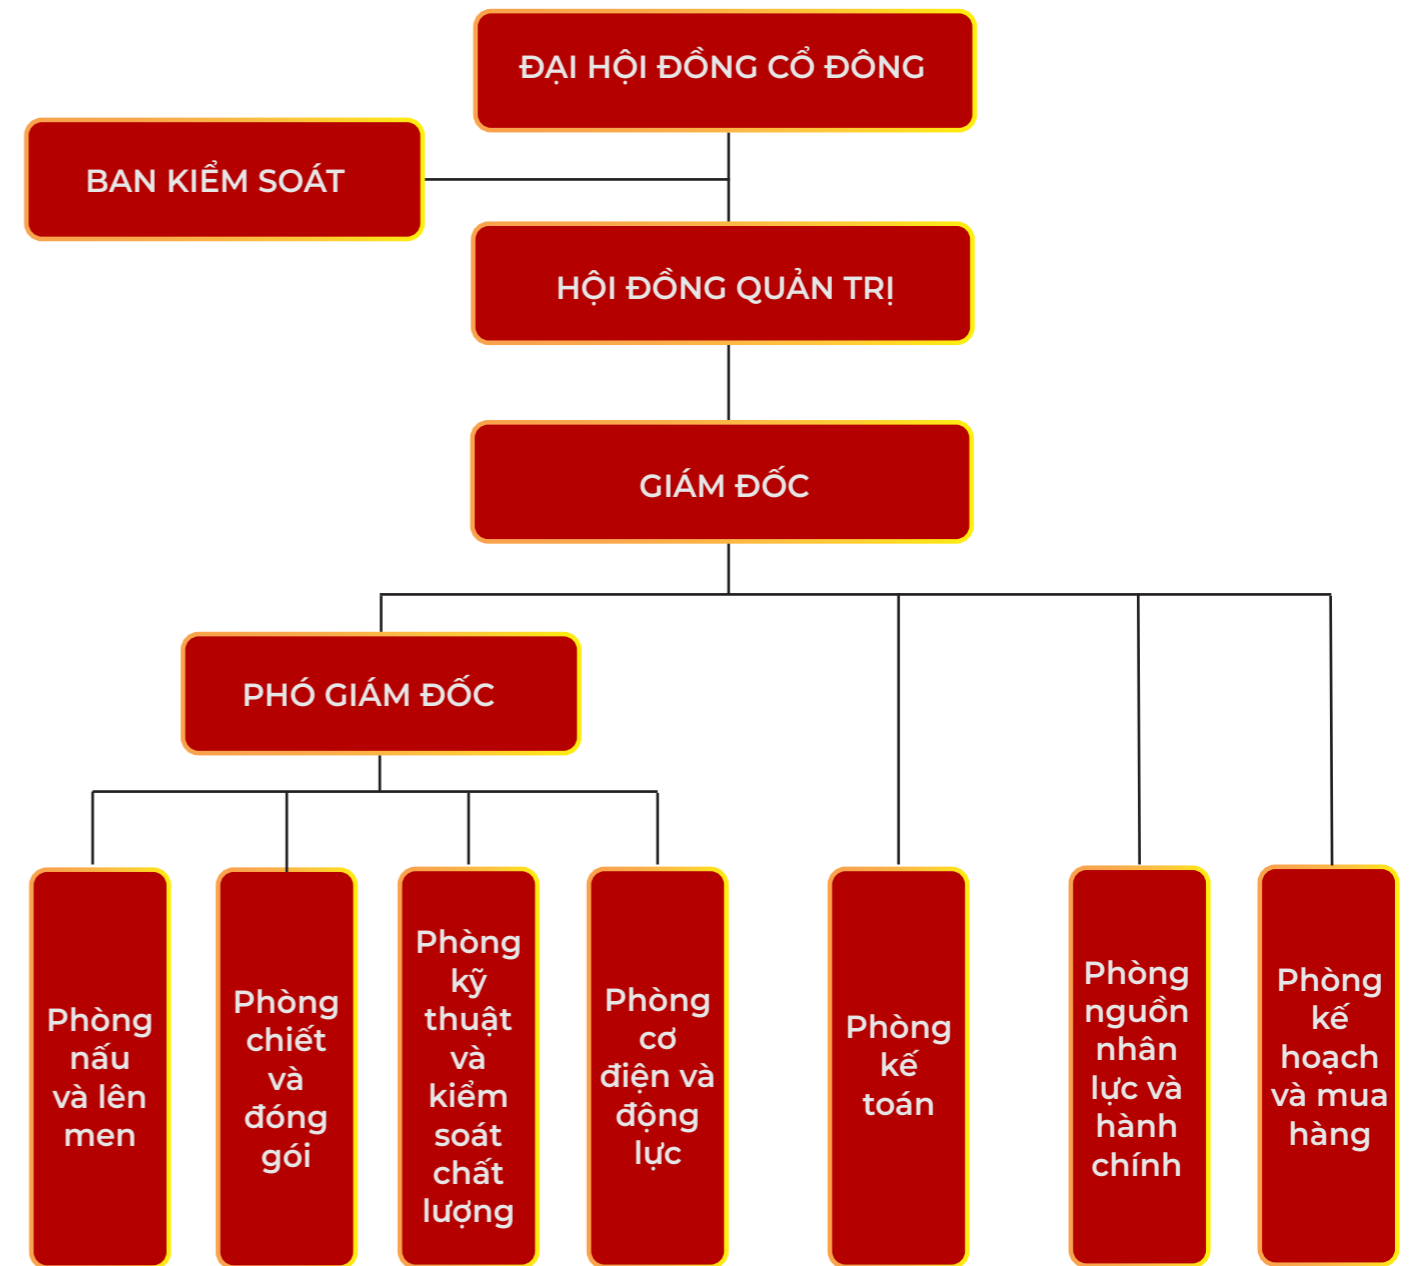 ĐẠI HỘI ĐỒNG CỔ ĐÔNG
BAN KIỂM SOÁT
HỘI ĐỒNG QUẢN TRỊ
GIÁM ĐỐC
PHÓ GIÁM ĐỐC
Phòng
nấu
và lên
men
Phòng
chiết
và
đóng
gói
Phòng
kỹ
thuật
và
kiểm
soát
chất
lượng
Phòng
cơ
điện và
động
lực
Phòng
kế
toán
Phòng
nguồn
nhân
lực và
hành
chính
Phòng
kế
hoạch
và mua
hàng